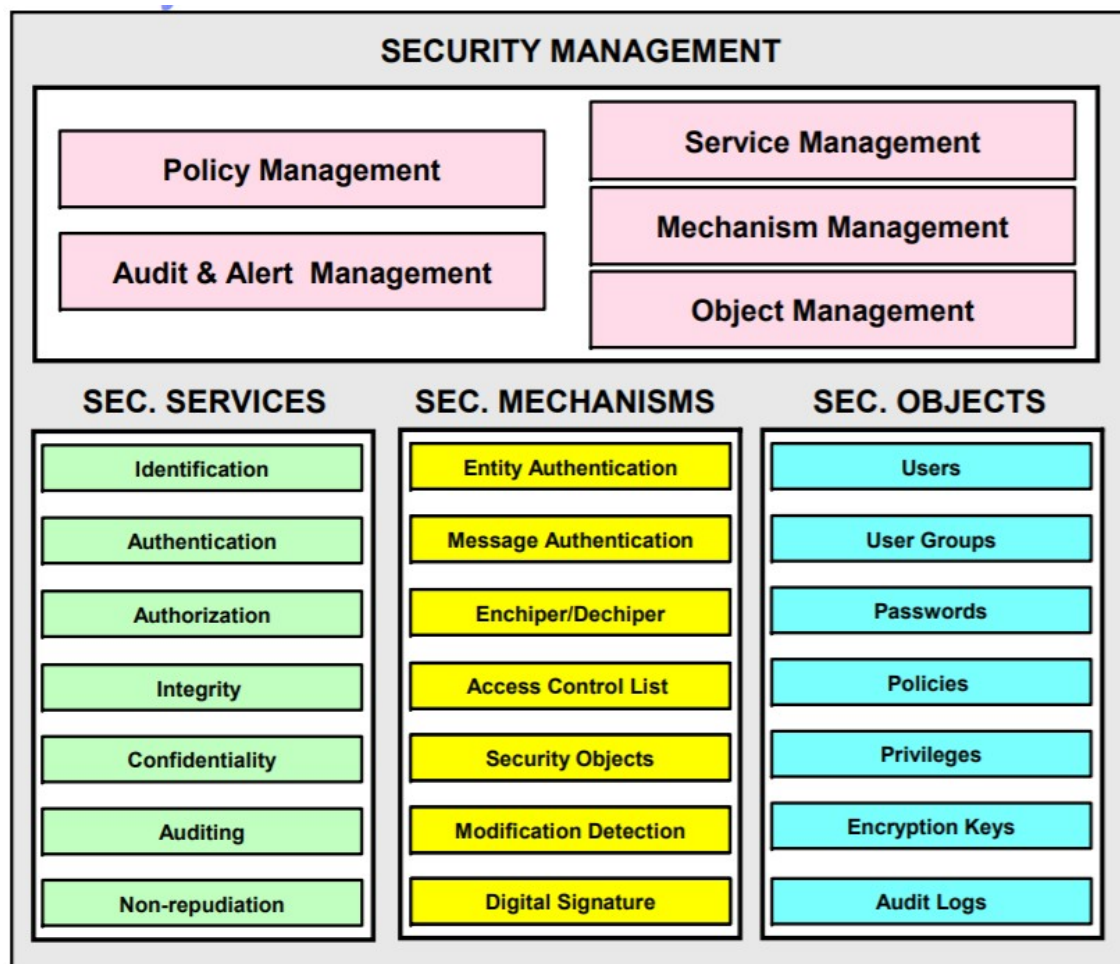 SECURITY MANAGEMENT
Policy Management
Audit & Alert Management
Service Management
Mechanism Management
Object Management
SEC. SERVICES
Identification
Authentication
Authorization
Integrity
Confidentiality
Auditing
Non-repudiation
SEC. MECHANISMS
Entity Authentication
Message Authentication
Enchiper/Dechiper
Access Control List
Security Objects
Modification Detection
Digital Signature
SEC. OBJECTS
Users
User Groups
Passwords
Policies
Privileges
Encryption Keys
Audit Logs